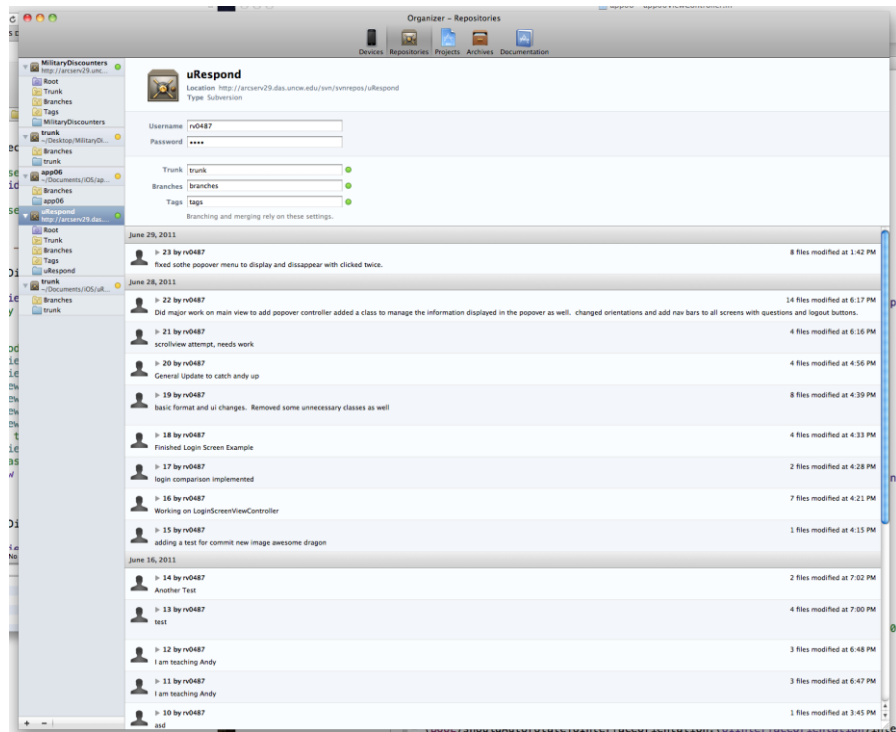 Organizer – Repositories
Devices Repositories Projects Archives Documentation
MilitaryDiscounters
http://arcserv29.unc...
Root
Trunk
Branches
Tags
MilitaryDiscounters
trunk
~/Desktop/MilitaryDi...
Branches
trunk
app06
~/Documents/iOS/ap...
Branches
app06
uRespond
http://arcserv29.das...
Root
Trunk
Branches
Tags
uRespond
trunk
~/Documents/iOS/uR...
Branches
trunk
uRespond
Location http://arcserv29.das.uncw.edu/svn/svnrepos/uRespond
Type Subversion
Username rv0487
Password ••••
Trunk trunk
Branches branches
Tags tags
Branching and merging rely on these settings.
June 29, 2011
23 by rv0487 8 files modified at 1:42 PM
fixed sothe popover menu to display and dissappear with clicked twice.
June 28, 2011
22 by rv0487 14 files modified at 6:17 PM
Did major work on main view to add popover controller added a class to manage the information displayed in the popover as well. changed orientations and add nav bars to all screens with questions and logout buttons.
21 by rv0487 4 files modified at 6:16 PM
scrollview attempt, needs work
20 by rv0487 4 files modified at 4:56 PM
General Update to catch andy up
19 by rv0487 8 files modified at 4:39 PM
basic format and ui changes. Removed some unnecessary classes as well
18 by rv0487 4 files modified at 4:33 PM
Finished Login Screen Example
17 by rv0487 2 files modified at 4:28 PM
login comparison implemented
16 by rv0487 7 files modified at 4:21 PM
Working on LoginScreenViewController
15 by rv0487 1 files modified at 4:15 PM
adding a test for commit new image awesome dragon
June 16, 2011
14 by rv0487 2 files modified at 7:02 PM
Another Test
13 by rv0487 4 files modified at 7:00 PM
test
12 by rv0487 3 files modified at 6:48 PM
I am teaching Andy
11 by rv0487 3 files modified at 6:47 PM
I am teaching Andy
10 by rv0487 1 files modified at 3:45 PM
asd